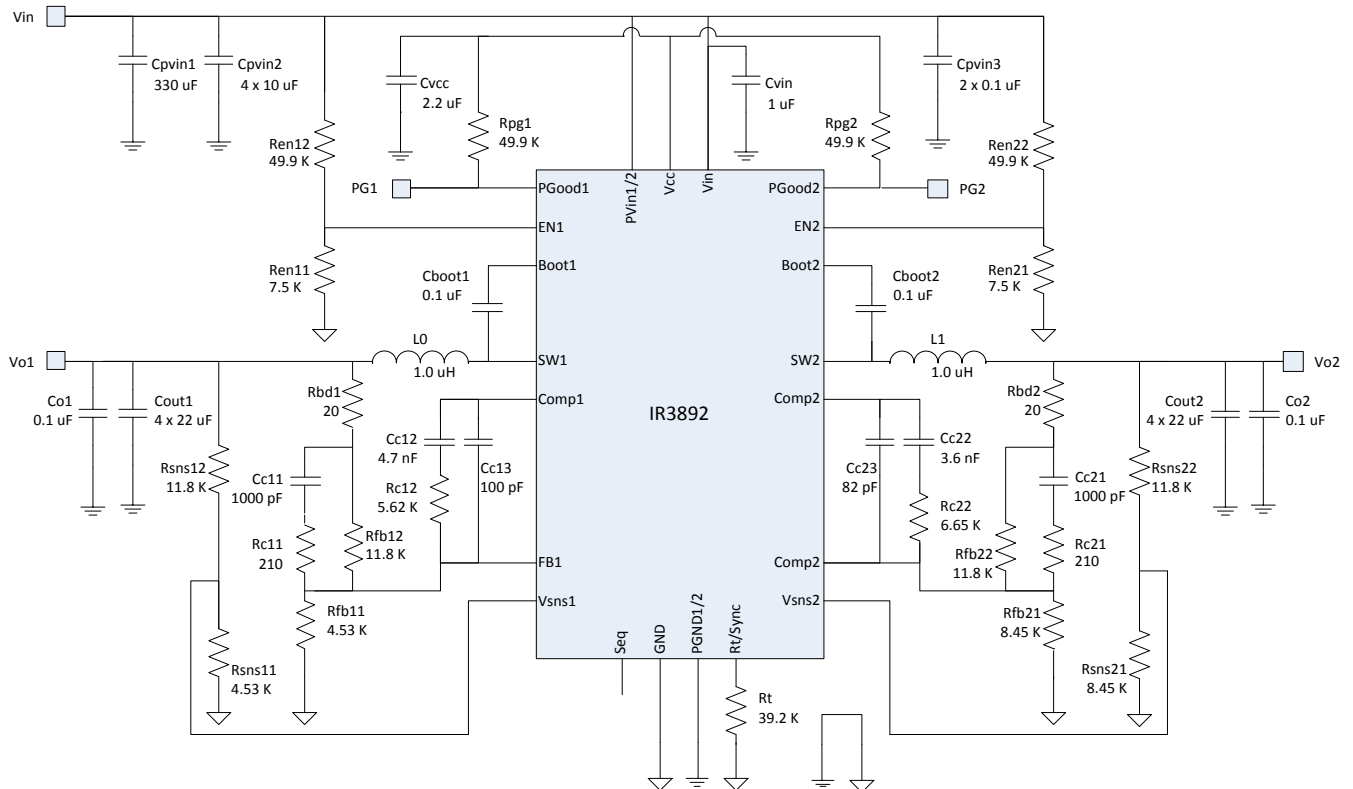 Vin
Cpvin1
330 uF
Cpvin2
4 x 10 uF
Cvcc
2.2 uF
Cvin
1 uF
Cpvin3
2 x 0.1 uF
Ren12
49.9 K
Rpg1
49.9 K
Rpg2
49.9 K
Ren22
49.9 K
PG1
PGood1
PVin1/2
Vcc
Vin
PGood2
PG2
EN1
EN2
Ren11
7.5 K
Boot1
Boot2
Ren21
7.5 K
Cboot1
0.1 uF
Cboot2
0.1 uF
Vo1
L0
1.0 uH
SW1
SW2
L1
1.0 uH
Vo2
IR3892
Co1
0.1 uF
Cout1
4 x 22 uF
Rbd1
20
Comp1
Comp2
Rbd2
20
Cout2
4 x 22 uF
Co2
0.1 uF
Rsns12
11.8 K
Cc11
1000 pF
Cc12
4.7 nF
Cc13
100 pF
Rc12
5.62 K
Cc23
82 pF
Cc22
3.6 nF
Rc22
6.65 K
Cc21
1000 pF
Rsns22
11.8 K
Rc11
210
Rfb12
11.8 K
FB1
Comp2
Rfb22
11.8 K
Rc21
210
Vsns1
Vsns2
Rfb11
4.53 K
Rfb21
8.45 K
Rsns11
4.53 K
Rsns21
8.45 K
Seq
GND
PGND1/2
Rt/Sync
Rt
39.2 K